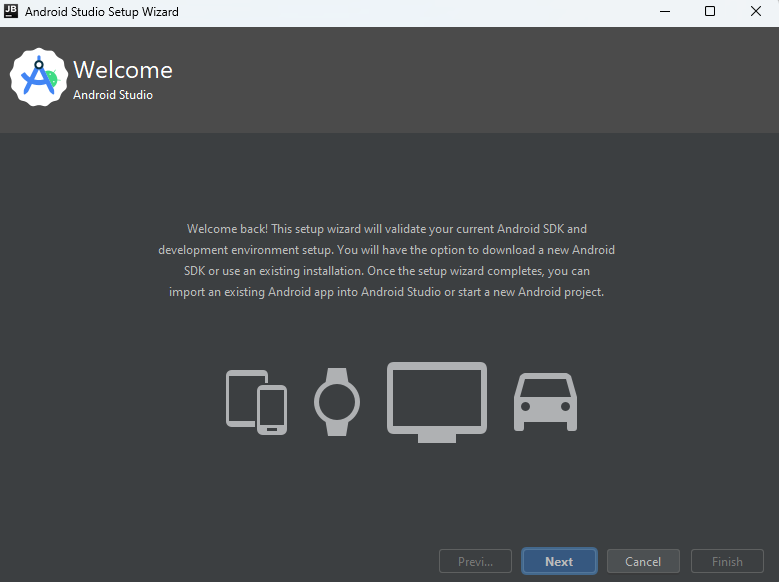 JB
Android Studio Setup Wizard
Welcome
Android Studio
Welcome back! This setup wizard will validate your current Android SDK and
development environment setup. You will have the option to download a new Android
SDK or use an existing installation. Once the setup wizard completes, you can
import an existing Android app into Android Studio or start a new Android project.
Previ...
Next
Cancel
Finish